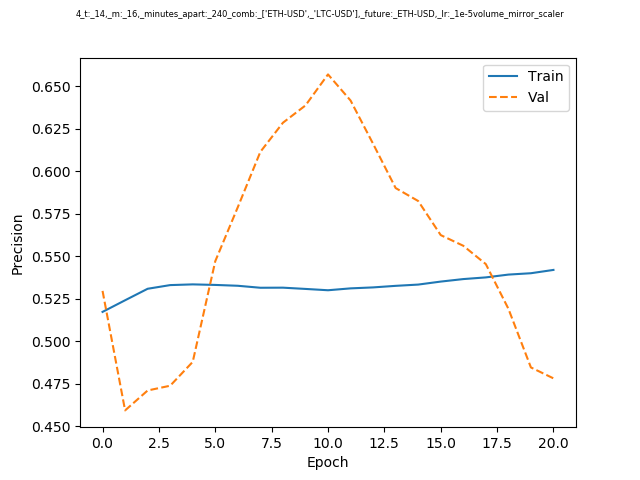 4_t:_14,_m:_16,_minutes_apart:_240_comb:_['ETH-USD',_'LTC-USD'],_future:_ETH-USD,_lr:_1e-5volume_mirror_scaler
Train
Val
0.650
0.625
0.600
0.575
0.550
0.525
0.500
0.475
0.450
Precision
0.0 2.5 5.0 7.5 10.0 12.5 15.0 17.5 20.0
Epoch